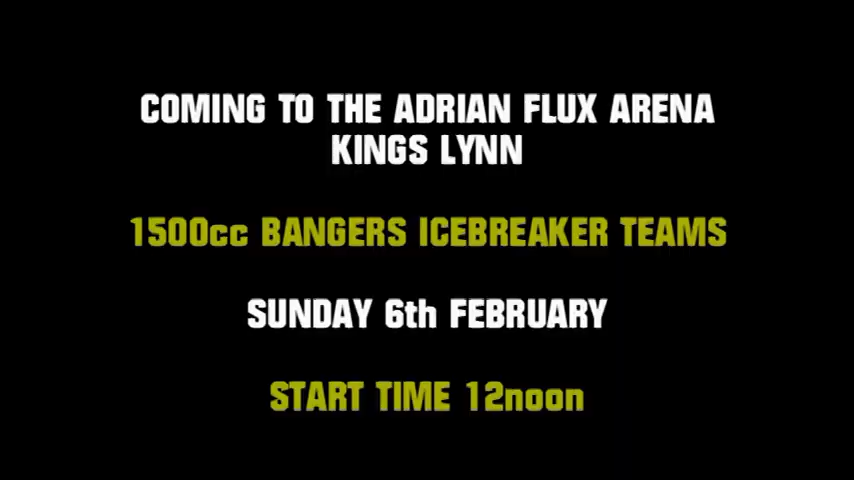 COMING TO THE ADRIAN FLUX ARENA
KINGS LYNN
1500cc BANGERS ICEBREAKER TEAMS
SUNDAY 6th FEBRUARY
START TIME 12noon